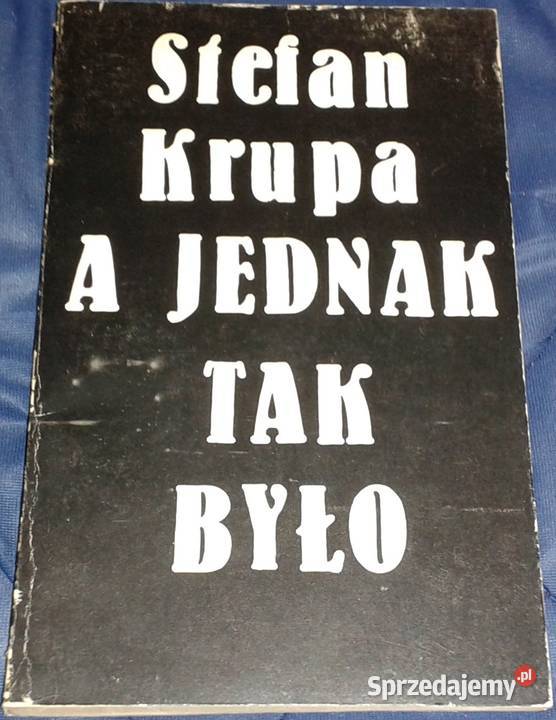 Stefan
Krupa
A JEDNAK
TAK
BYŁO
Sprzedajemy.pl